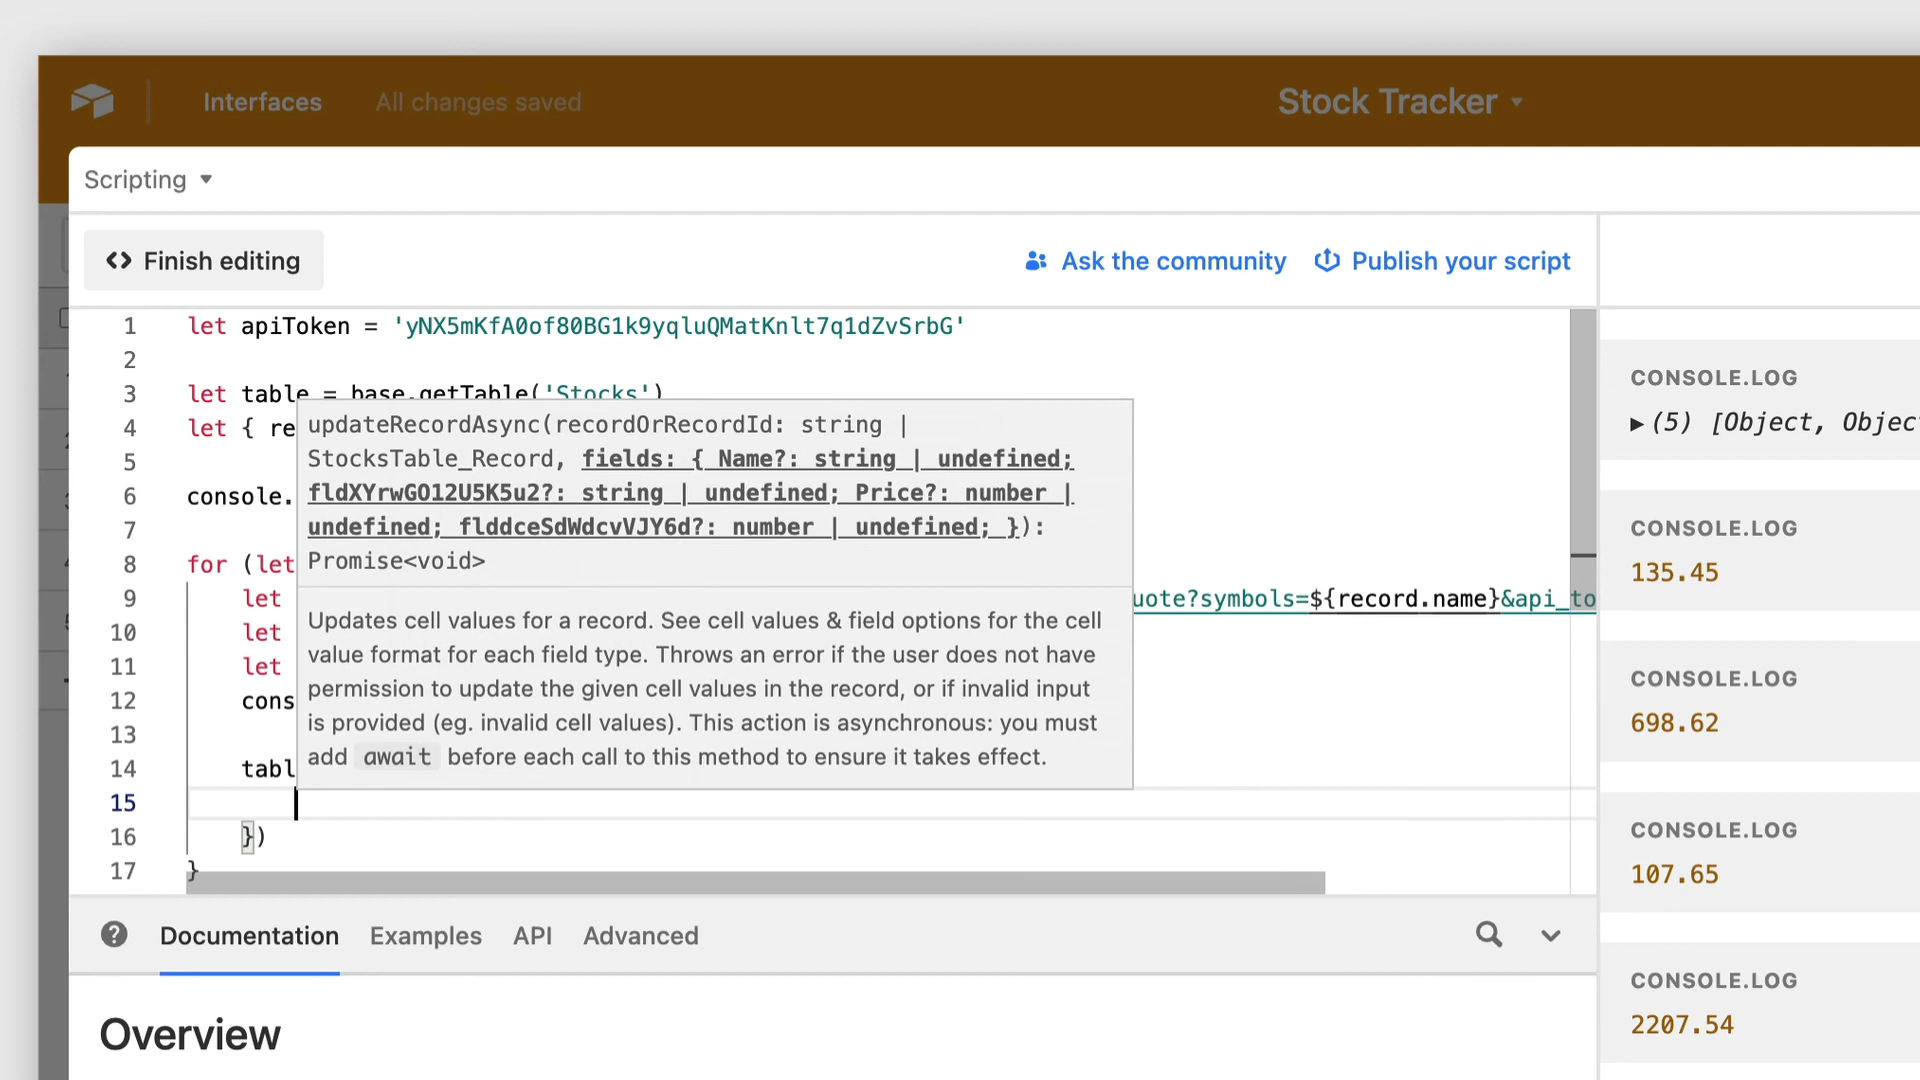 Interfaces
All changes saved
Stock Tracker
Scripting
Finish editing
Ask the community
Publish your script
1 let apiToken = 'yNX5mKfA0of80BG1k9yqluQMatKnlt7q1dZvSrbG'
2
3 let table = base.getTable('Stocks')
4 let { re
5
6 console.
7
8 for (let
9 let uote?symbols=${record.name}&api_to
10 let
11 let
12 cons
13
14 tabl
15
16 })
17 }
updateRecordAsync(recordOrRecordId: string |
StocksTable_Record, fields: { Name?: string | undefined;
fldXYrwGO12U5K5u2?: string | undefined; Price?: number |
undefined; flddceSdWdcvVJY6d?: number | undefined; }):
Promise<void>
Updates cell values for a record. See cell values & field options for the cell
value format for each field type. Throws an error if the user does not have
permission to update the given cell values in the record, or if invalid input
is provided (eg. invalid cell values). This action is asynchronous: you must
add await before each call to this method to ensure it takes effect.
Documentation
Examples
API
Advanced
Overview
CONSOLE.LOG
▶(5) [Object, Objec
CONSOLE.LOG
135.45
CONSOLE.LOG
698.62
CONSOLE.LOG
107.65
CONSOLE.LOG
2207.54